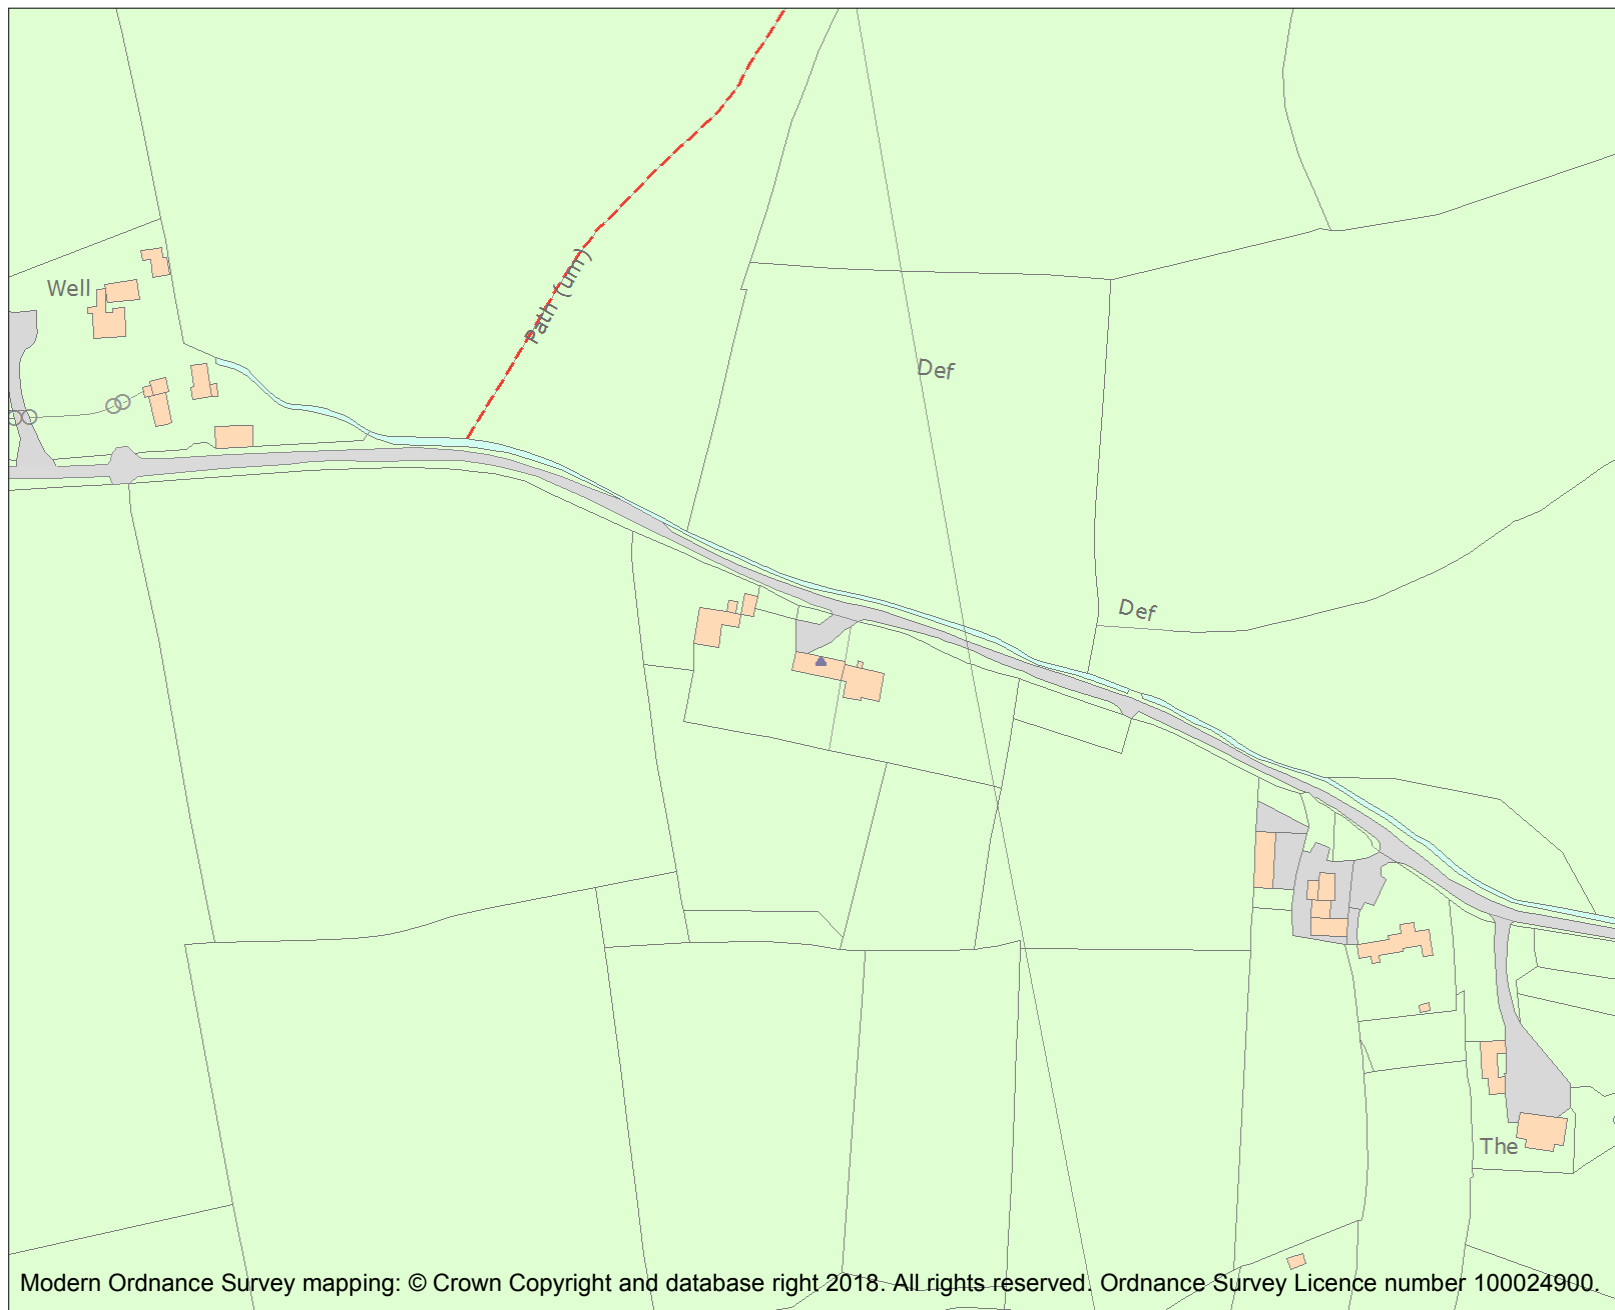 Path (um)
Well
Def
Def
The
Modern Ordnance Survey mapping: © Crown Copyright and database right 2018. All rights reserved. Ordnance Survey Licence number 100024900.